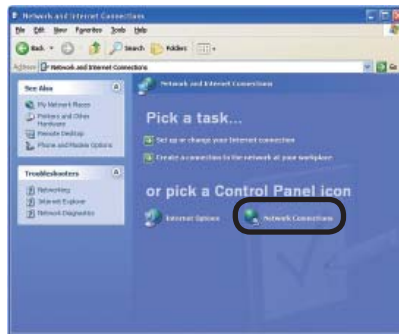 Network and Internet Connections
File Edit View Favorites Tools Help
Back Search Folders
Address Network and Internet Connections Go
See Also
My Network Places
Printers and Other
Hardware
Remote Desktop
Phone and Modem Options
Troubleshooters
Networking
Internet Explorer
Network Diagnostics
Network and Internet Connections
Pick a task...
Set up or change your Internet connection
Create a connection to the network at your workplace
or pick a Control Panel icon
Internet Options
Network Connections